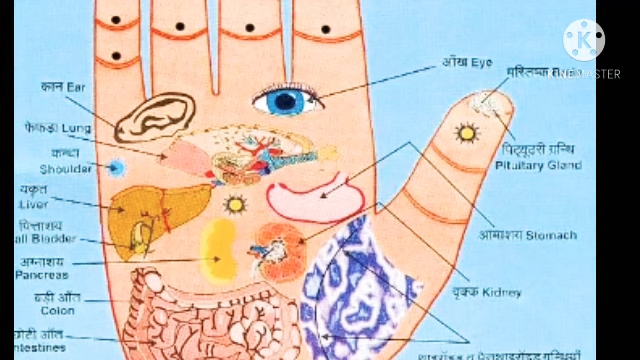 कान Ear
फेफड़ा Lung
कन्धा
Shoulder
यकृत
Liver
पित्ताशय
all Bladder
अग्नाशय
Pancreas
बड़ी आँत
Colon
छोटी आँत
ntestines
आँख Eye
मस्तिष्क
पिट्यूटरी ग्रन्थि
Pituitary Gland
आमाशय Stomach
वृक्क Kidney